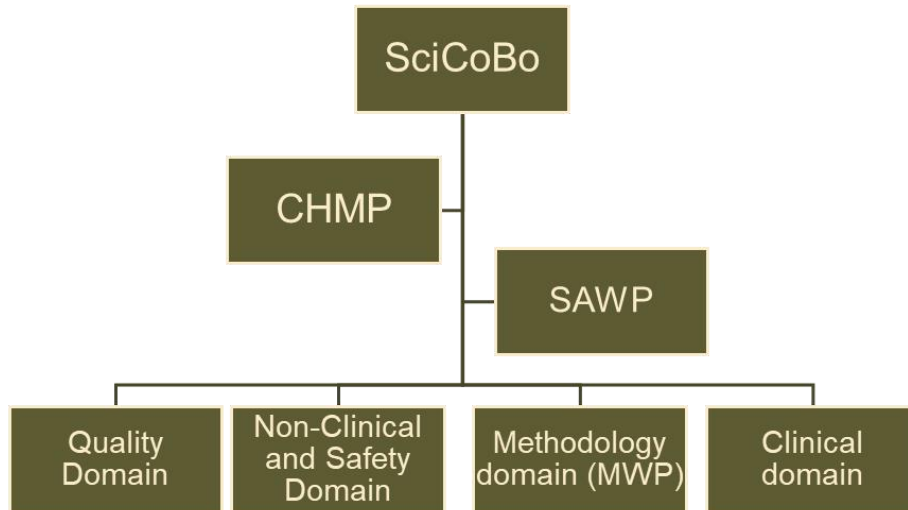 SciCoBo
CHMP
SAWP
Quality
Domain
Non-Clinical
and Safety
Domain
Methodology
domain (MWP)
Clinical
domain